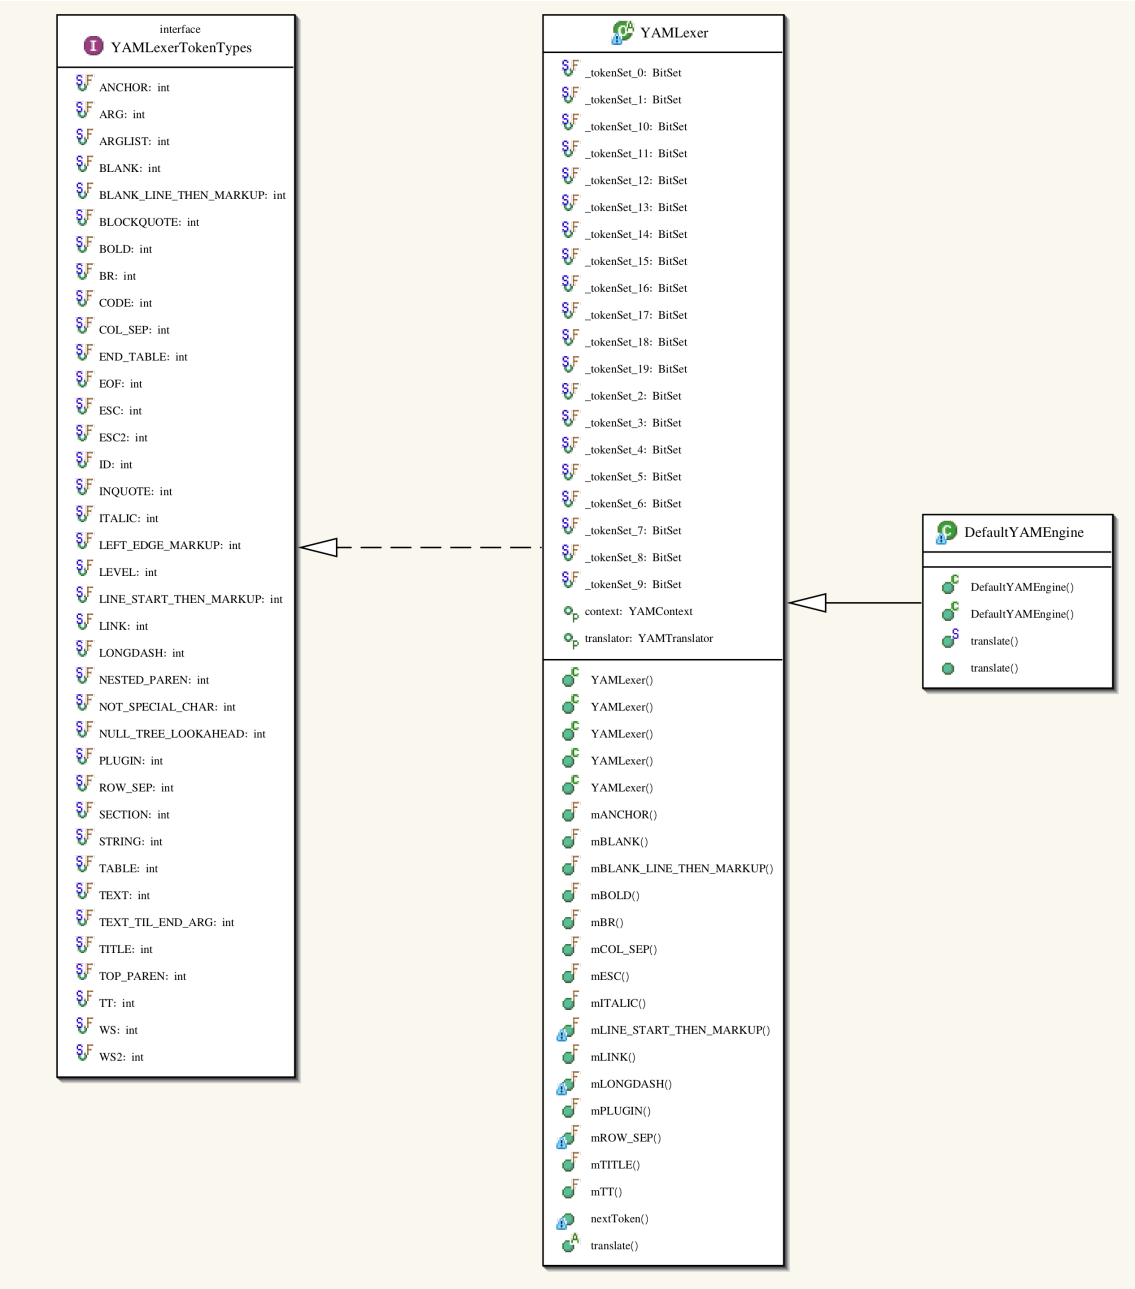 interface
YAMLexerTokenTypes
ANCHOR: int
ARG: int
ARGLIST: int
BLANK: int
BLANK_LINE_THEN_MARKUP: int
BLOCKQUOTE: int
BOLD: int
BR: int
CODE: int
COL_SEP: int
END_TABLE: int
EOF: int
ESC: int
ESC2: int
ID: int
INQUOTE: int
ITALIC: int
LEFT_EDGE_MARKUP: int
LEVEL: int
LINE_START_THEN_MARKUP: int
LINK: int
LONGDASH: int
NESTED_PAREN: int
NOT_SPECIAL_CHAR: int
NULL_TREE_LOOKAHEAD: int
PLUGIN: int
ROW_SEP: int
SECTION: int
STRING: int
TABLE: int
TEXT: int
TEXT_TIL_END_ARG: int
TITLE: int
TOP_PAREN: int
TT: int
WS: int
WS2: int
YAMLexer
_tokenSet_0: BitSet
_tokenSet_1: BitSet
_tokenSet_10: BitSet
_tokenSet_11: BitSet
_tokenSet_12: BitSet
_tokenSet_13: BitSet
_tokenSet_14: BitSet
_tokenSet_15: BitSet
_tokenSet_16: BitSet
_tokenSet_17: BitSet
_tokenSet_18: BitSet
_tokenSet_19: BitSet
_tokenSet_2: BitSet
_tokenSet_3: BitSet
_tokenSet_4: BitSet
_tokenSet_5: BitSet
_tokenSet_6: BitSet
_tokenSet_7: BitSet
_tokenSet_8: BitSet
_tokenSet_9: BitSet
context: YAMContext
translator: YAMTranslator
YAMLexer()
YAMLexer()
YAMLexer()
YAMLexer()
YAMLexer()
mANCHOR()
mBLANK()
mBLANK_LINE_THEN_MARKUP()
mBOLD()
mBR()
mCOL_SEP()
mESC()
mITALIC()
mLINE_START_THEN_MARKUP()
mLINK()
mLONGDASH()
mPLUGIN()
mROW_SEP()
mTITLE()
mTT()
nextToken()
translate()
DefaultYAMEngine
DefaultYAMEngine()
DefaultYAMEngine()
translate()
translate()